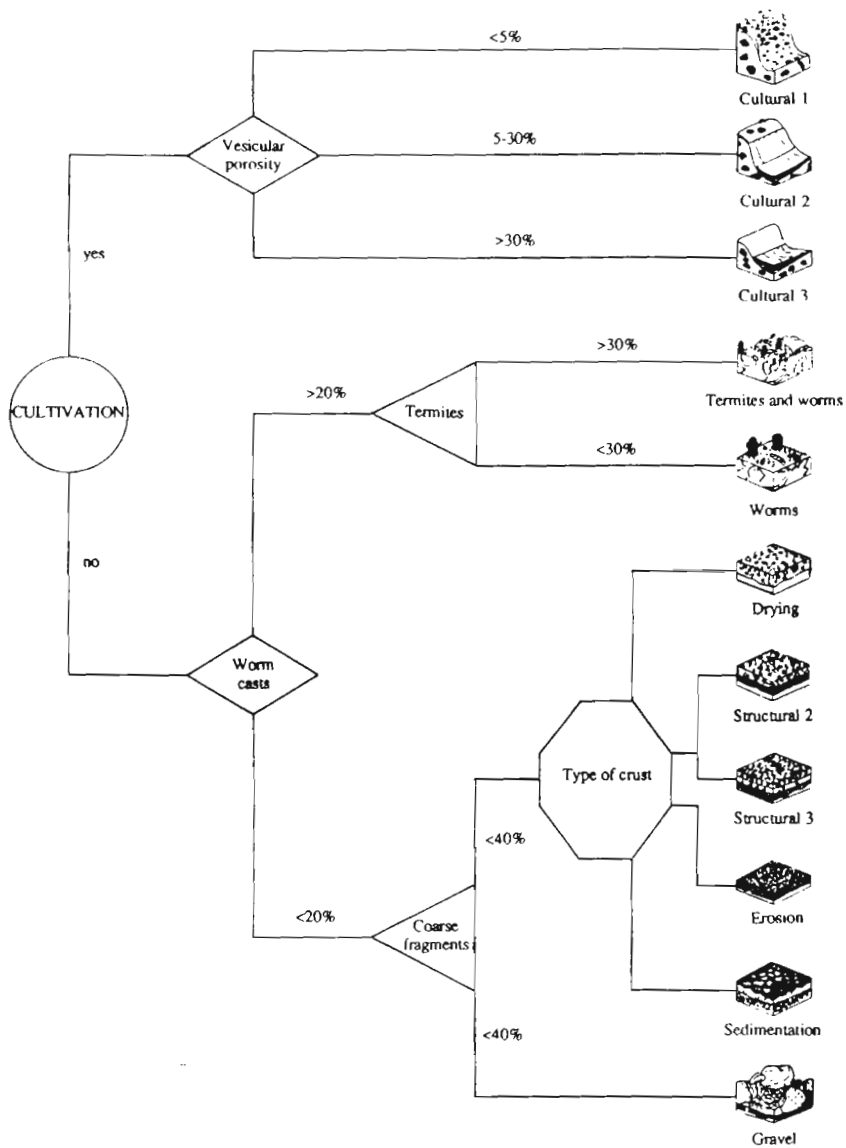 <5%
Cultural 1
Vesicular
porosity
5-30%
Cultural 2
yes
>30%
Cultural 3
CULTIVATION
>30%
Termites and worms
>20%
Termites
<30%
Worms
no
Drying
Worm
casts
Structural 2
Type of crust
Structural 3
<40%
Erosion
<20%
Coarse
fragments
Sedimentation
<40%
Gravel